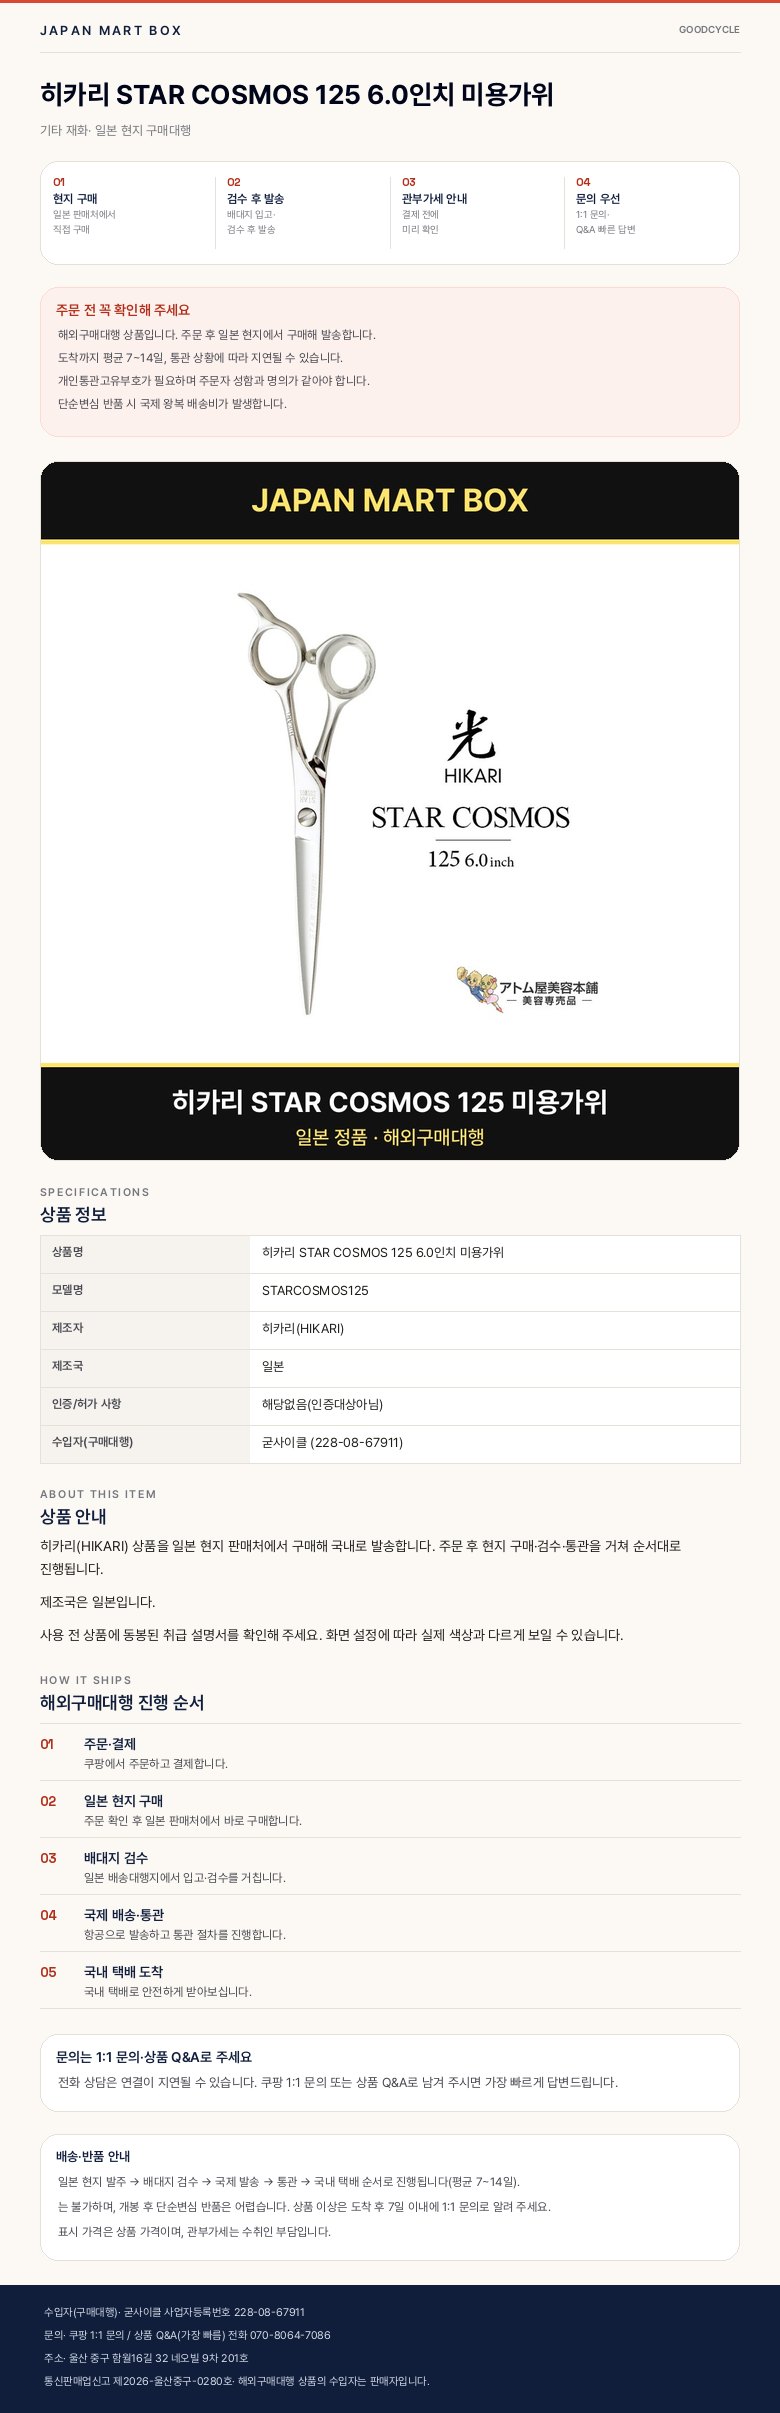 JAPAN MART BOX
GOODCYCLE
히카리 STAR COSMOS 125 6.0인치 미용가위
기타 재화· 일본 현지 구매대행
01
현지 구매
일본 판매처에서
직접 구매
02
검수 후 발송
배대지 입고·
검수 후 발송
03
관부가세 안내
결제 전에
미리 확인
04
문의 우선
1:1 문의·
Q&A 빠른 답변
주문 전 꼭 확인해 주세요
해외구매대행 상품입니다. 주문 후 일본 현지에서 구매해 발송합니다.
도착까지 평균 7~14일, 통관 상황에 따라 지연될 수 있습니다.
개인통관고유부호가 필요하며 주문자 성함과 명의가 같아야 합니다.
단순변심 반품 시 국제 왕복 배송비가 발생합니다.
JAPAN MART BOX
光
HIKARI
STAR COSMOS
125 6.0inch
アトム屋美容本舗
美容専売品
히카리 STAR COSMOS 125 미용가위
일본 정품 · 해외구매대행
SPECIFICATIONS
상품 정보
상품명 히카리 STAR COSMOS 125 6.0인치 미용가위
모델명 STARCOSMOS125
제조자 히카리(HIKARI)
제조국 일본
인증/허가 사항 해당없음(인증대상아님)
수입자(구매대행) 굳사이클 (228-08-67911)
ABOUT THIS ITEM
상품 안내
히카리(HIKARI) 상품을 일본 현지 판매처에서 구매해 국내로 발송합니다. 주문 후 현지 구매·검수·통관을 거쳐 순서대로
진행됩니다.
제조국은 일본입니다.
사용 전 상품에 동봉된 취급 설명서를 확인해 주세요. 화면 설정에 따라 실제 색상과 다르게 보일 수 있습니다.
HOW IT SHIPS
해외구매대행 진행 순서
01 주문·결제
쿠팡에서 주문하고 결제합니다.
02 일본 현지 구매
주문 확인 후 일본 판매처에서 바로 구매합니다.
03 배대지 검수
일본 배송대행지에서 입고·검수를 거칩니다.
04 국제 배송·통관
항공으로 발송하고 통관 절차를 진행합니다.
05 국내 택배 도착
국내 택배로 안전하게 받아보십니다.
문의는 1:1 문의·상품 Q&A로 주세요
전화 상담은 연결이 지연될 수 있습니다. 쿠팡 1:1 문의 또는 상품 Q&A로 남겨 주시면 가장 빠르게 답변드립니다.
배송·반품 안내
일본 현지 발주 → 배대지 검수 → 국제 발송 → 통관 → 국내 택배 순서로 진행됩니다(평균 7~14일).
는 불가하며, 개봉 후 단순변심 반품은 어렵습니다. 상품 이상은 도착 후 7일 이내에 1:1 문의로 알려 주세요.
표시 가격은 상품 가격이며, 관부가세는 수취인 부담입니다.
수입자(구매대행)· 굳사이클 사업자등록번호 228-08-67911
문의· 쿠팡 1:1 문의 / 상품 Q&A(가장 빠름) 전화 070-8064-7086
주소· 울산 중구 함월16길 32 네오빌 9차 201호
통신판매업신고 제2026-울산중구-0280호· 해외구매대행 상품의 수입자는 판매자입니다.